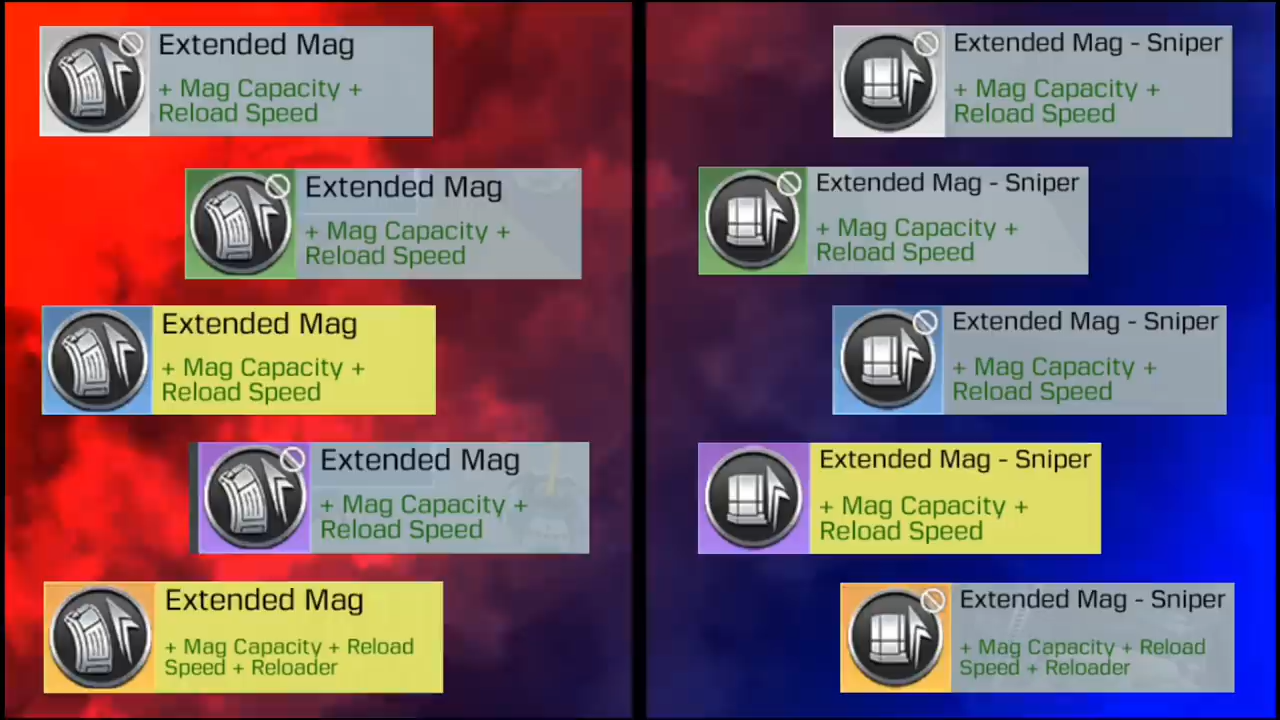 Extended Mag
+ Mag Capacity +
Reload Speed
Extended Mag
+ Mag Capacity +
Reload Speed
Extended Mag
+ Mag Capacity +
Reload Speed
Extended Mag
+ Mag Capacity +
Reload Speed
Extended Mag
+ Mag Capacity + Reload
Speed + Reloader
Extended Mag - Sniper
+ Mag Capacity +
Reload Speed
Extended Mag - Sniper
+ Mag Capacity +
Reload Speed
Extended Mag - Sniper
+ Mag Capacity +
Reload Speed
Extended Mag - Sniper
+ Mag Capacity +
Reload Speed
Extended Mag - Sniper
+ Mag Capacity + Reload
Speed + Reloader